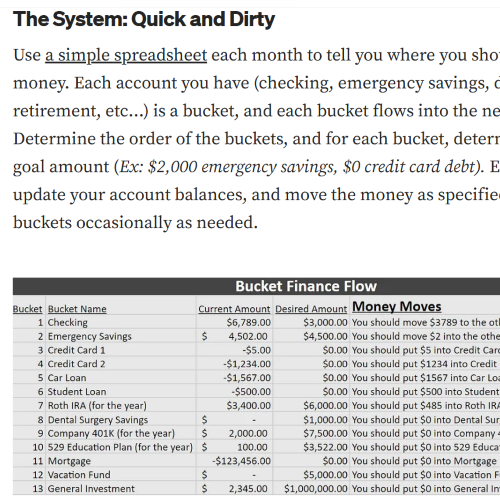 The System: Quick and Dirty
Use a simple spreadsheet each month to tell you where you
money. Each account you have (checking, emergency savings,
retirement, etc...) is a bucket, and each bucket flows into the
Determine the order of the buckets, and for each bucket,
goal amount (Ex: $2,000 emergency savings, $0 credit card debt).
update your account balances, and move the money as
buckets occasionally as needed.
Bucket Finance Flow
Bucket Bucket Name Current Amount Desired Amount Money Moves
1 Checking $6,789.00 $3,000.00 You should move $3789 to the
2 Emergency Savings $ 4,502.00 $4,500.00 You should move $2 into the other
3 Credit Card 1 -$5.00 $0.00 You should put $5 into Credit
4 Credit Card 2 -$1,234.00 $0.00 You should put $1234 into Credit
5 Car Loan -$1,567.00 $0.00 You should put $1567 into Car
6 Student Loan -$500.00 $0.00 You should put $500 into Student
7 Roth IRA (for the year) $3,400.00 $6,000.00 You should put $485 into Roth IRA
8 Dental Surgery Savings $ - $1,000.00 You should put $0 into Dental
9 Company 401K (for the year) $ 2,000.00 $7,500.00 You should put $0 into Company
10 529 Education Plan (for the year) $ 100.00 $3,522.00 You should put $0 into 529
11 Mortgage -$123,456.00 $0.00 You should put $0 into Mortgage
12 Vacation Fund $ - $5,000.00 You should put $0 into Vacation
13 General Investment $ 2,345.00 $1,000,000.00 You should put $0 into General